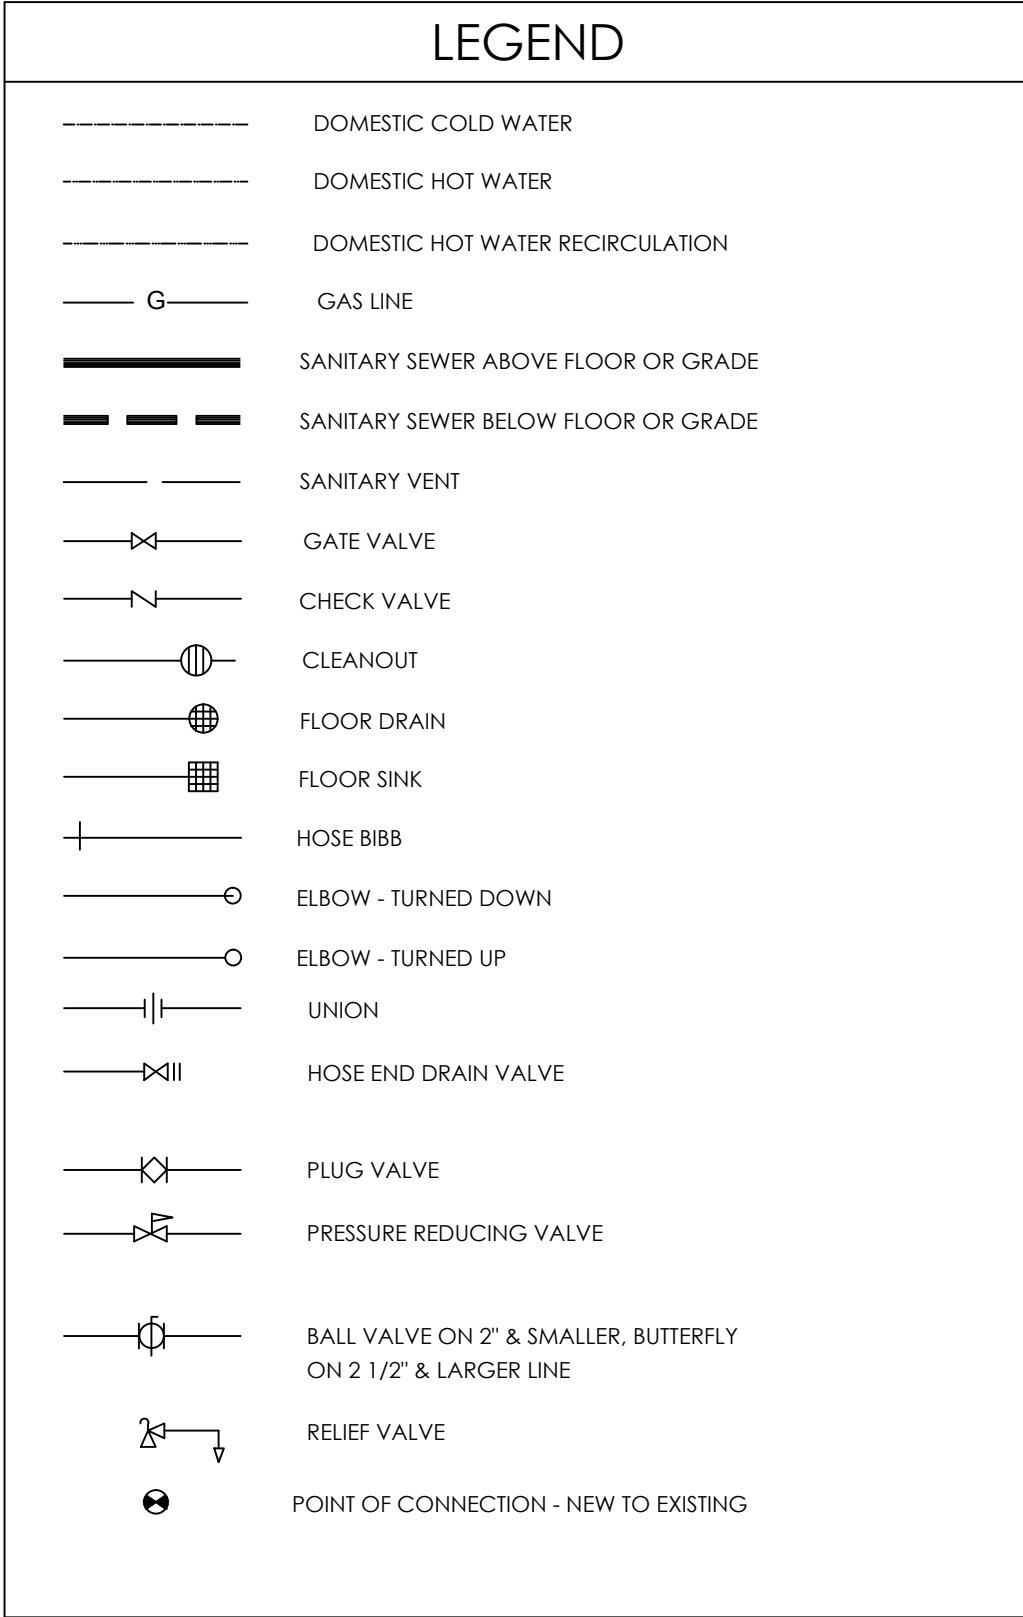 LEGEND
DOMESTIC COLD WATER
DOMESTIC HOT WATER
DOMESTIC HOT WATER RECIRCULATION
G GAS LINE
SANITARY SEWER ABOVE FLOOR OR GRADE
SANITARY SEWER BELOW FLOOR OR GRADE
SANITARY VENT
GATE VALVE
CHECK VALVE
CLEANOUT
FLOOR DRAIN
FLOOR SINK
HOSE BIBB
ELBOW - TURNED DOWN
ELBOW - TURNED UP
UNION
HOSE END DRAIN VALVE
PLUG VALVE
PRESSURE REDUCING VALVE
BALL VALVE ON 2" & SMALLER, BUTTERFLY
ON 2 1/2" & LARGER LINE
RELIEF VALVE
POINT OF CONNECTION - NEW TO EXISTING